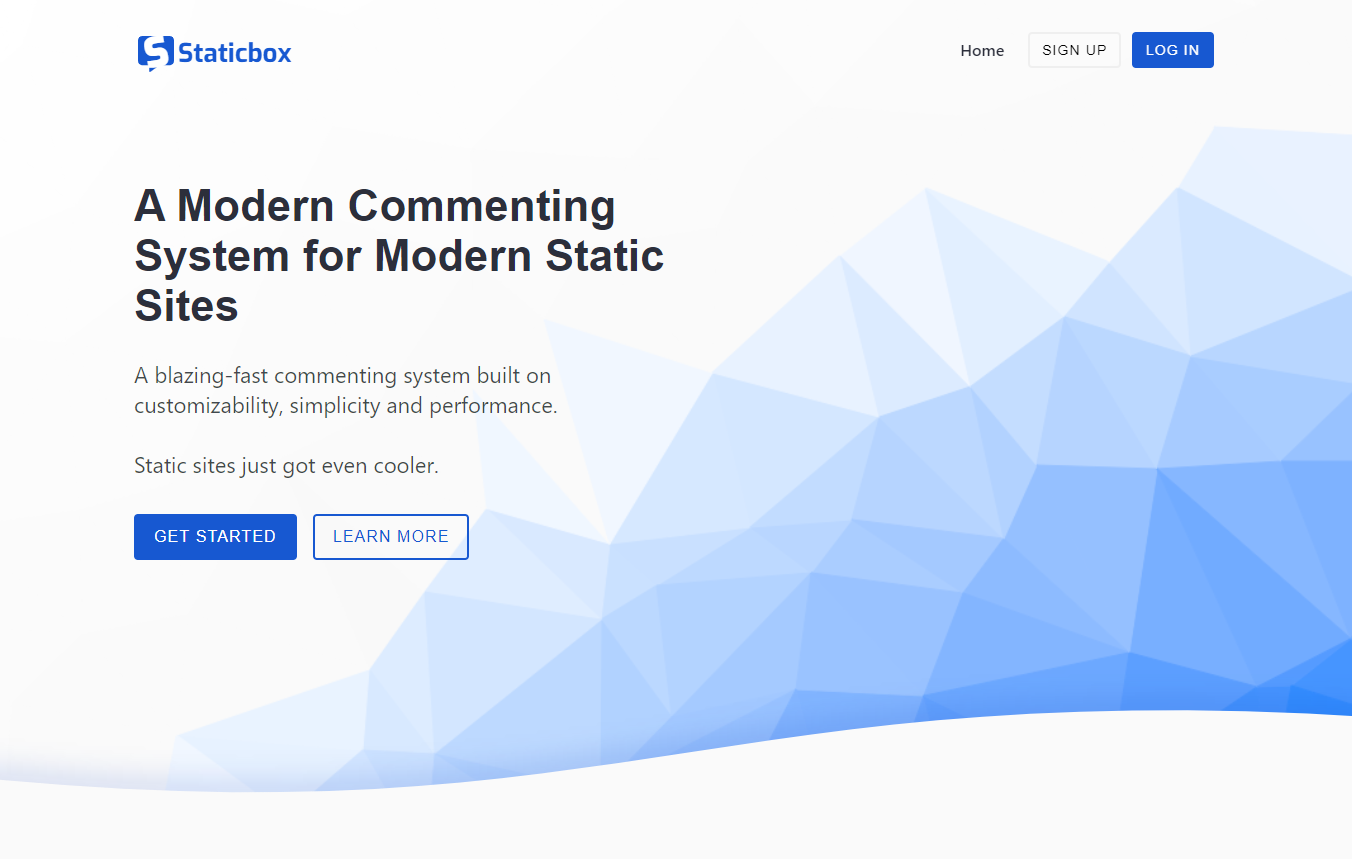 Staticbox
Home
SIGN UP
LOG IN
A Modern Commenting
System for Modern Static
Sites
A blazing-fast commenting system built on
customizability, simplicity and performance.
Static sites just got even cooler.
GET STARTED
LEARN MORE